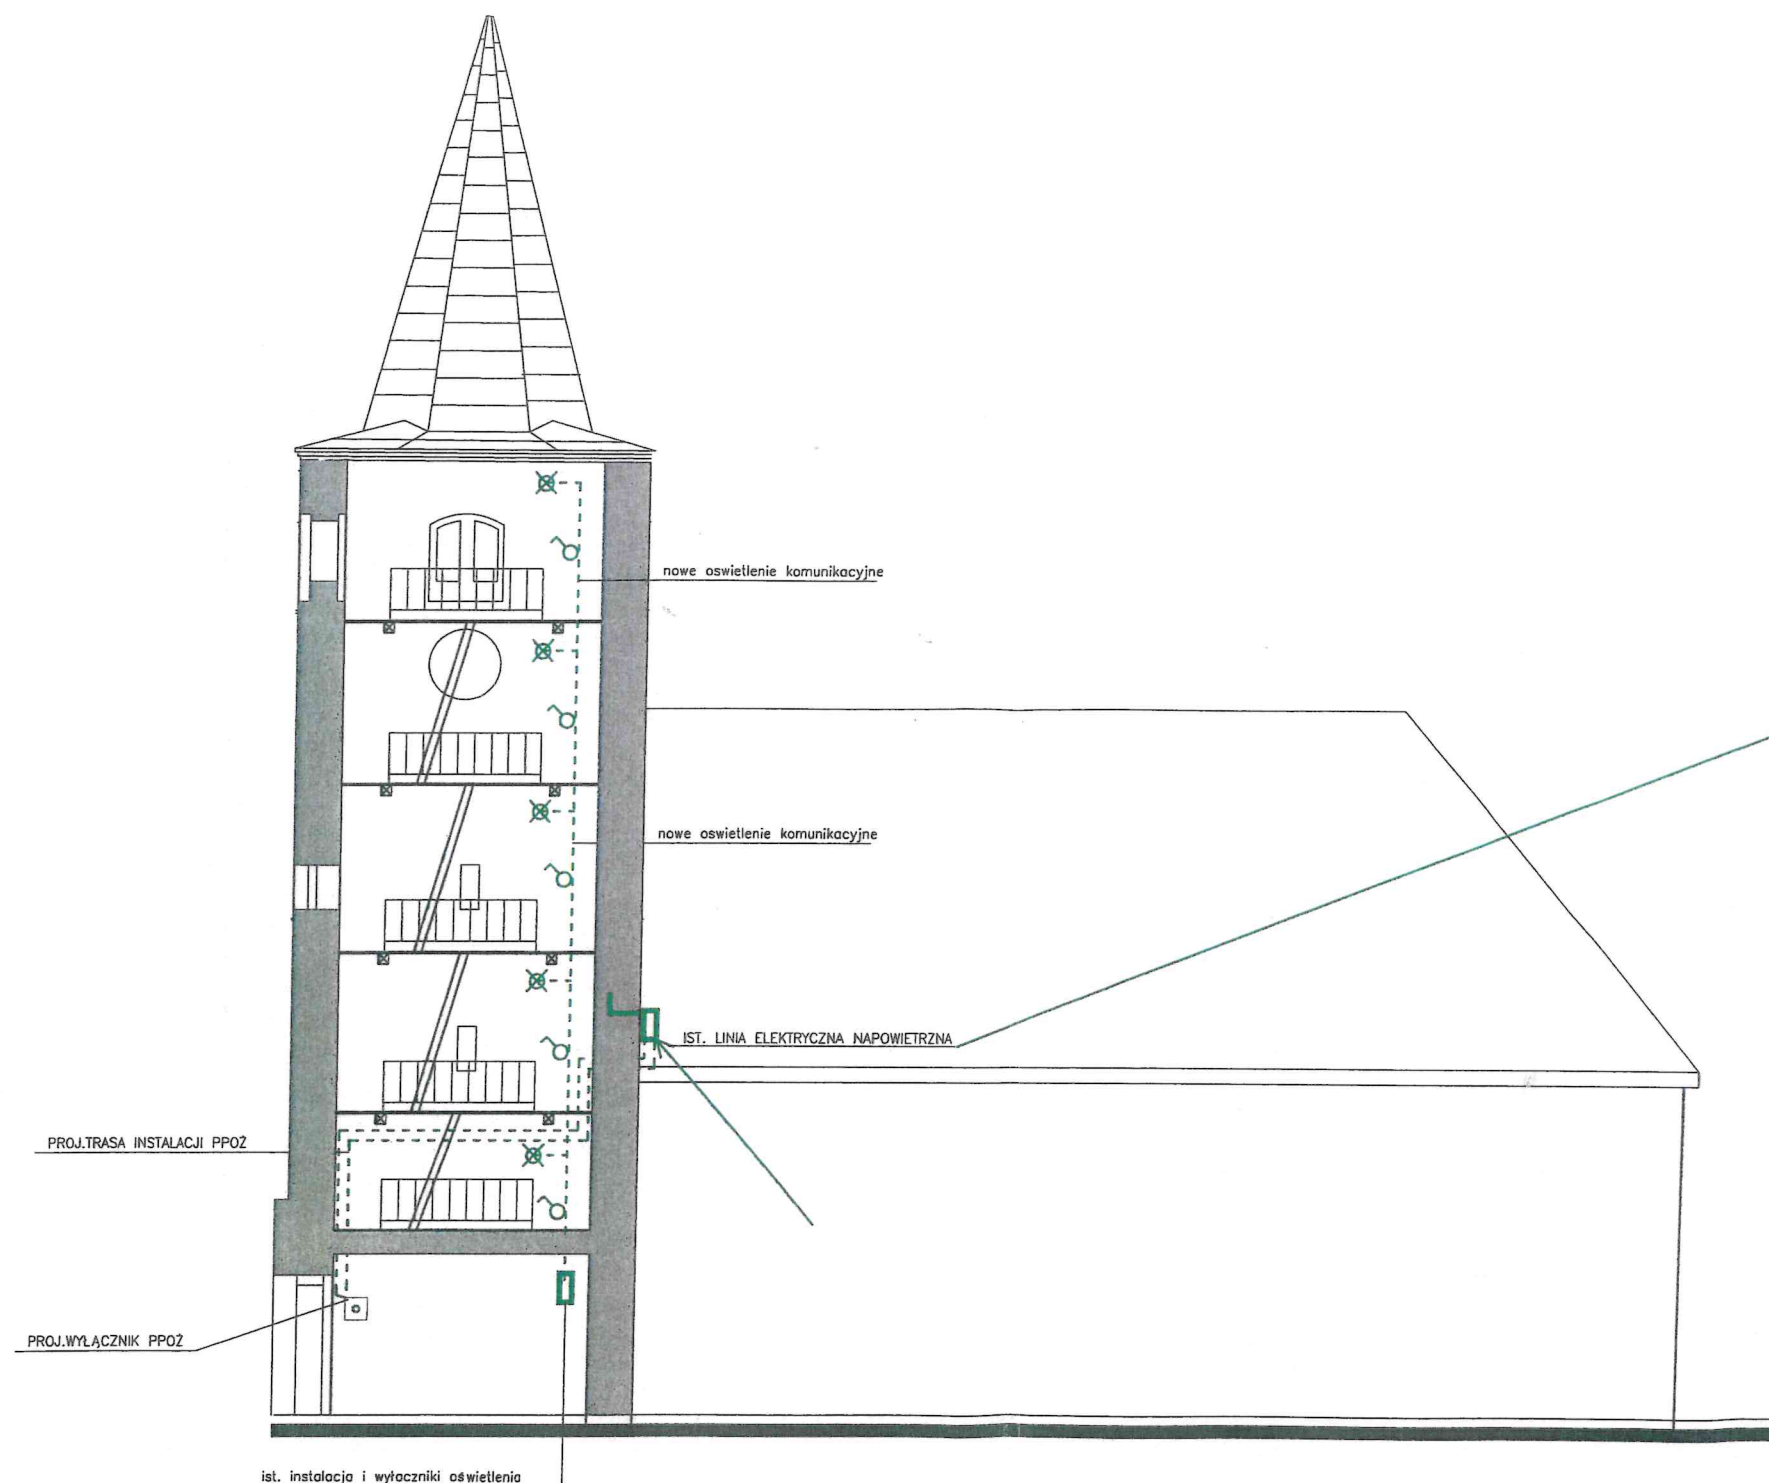 nowe oswietlenie komunikacyjne
nowe oswietlenie komunikacyjne
IST. LINIA ELEKTRYCZNA NAPOWIETRZNA
PROJ.TRASA INSTALACJI PPOŻ
PROJ.WYŁĄCZNIK PPOŻ
ist. instalacja i wyłaczniki oświetlenia